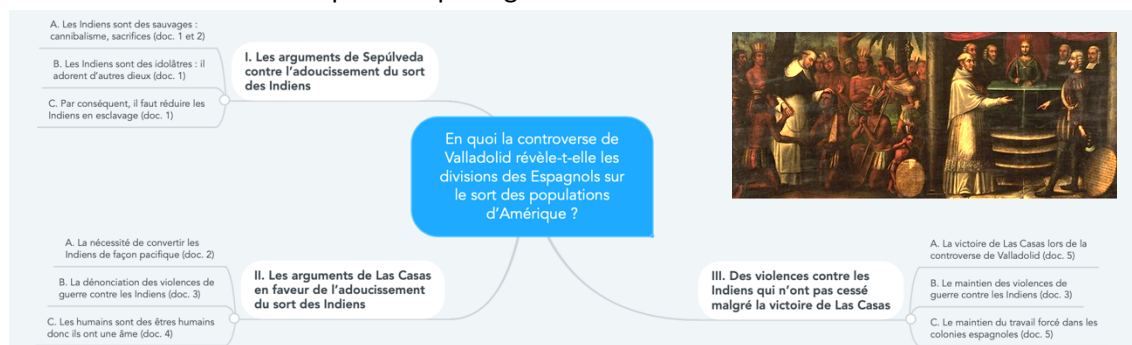 A. Les Indiens sont des sauvages :
cannibalisme, sacrifices (doc. 1 et 2)
B. Les Indiens sont des idolâtres : il
adorent d'autres dieux (doc. 1)
C. Par conséquent, il faut réduire les
Indiens en esclavage (doc. 1)
I. Les arguments de Sepúlveda
contre l'adoucissement du sort
des Indiens
En quoi la controverse de
Valladolid révèle-t-elle les
divisions des Espagnols sur
le sort des populations
d'Amérique ?
A. La nécessité de convertir les
Indiens de façon pacifique (doc. 2)
B. La dénonciation des violences de
guerre contre les Indiens (doc. 3)
C. Les humains sont des êtres humains
donc ils ont une âme (doc. 4)
II. Les arguments de Las Casas
en faveur de l'adoucissement
du sort des Indiens
III. Des violences contre les
Indiens qui n'ont pas cessé
malgré la victoire de Las Casas
A. La victoire de Las Casas lors de la
controverse de Valladolid (doc. 5)
B. Le maintien des violences de
guerre contre les Indiens (doc. 3)
C. Le maintien du travail forcé dans les
colonies espagnoles (doc. 5)